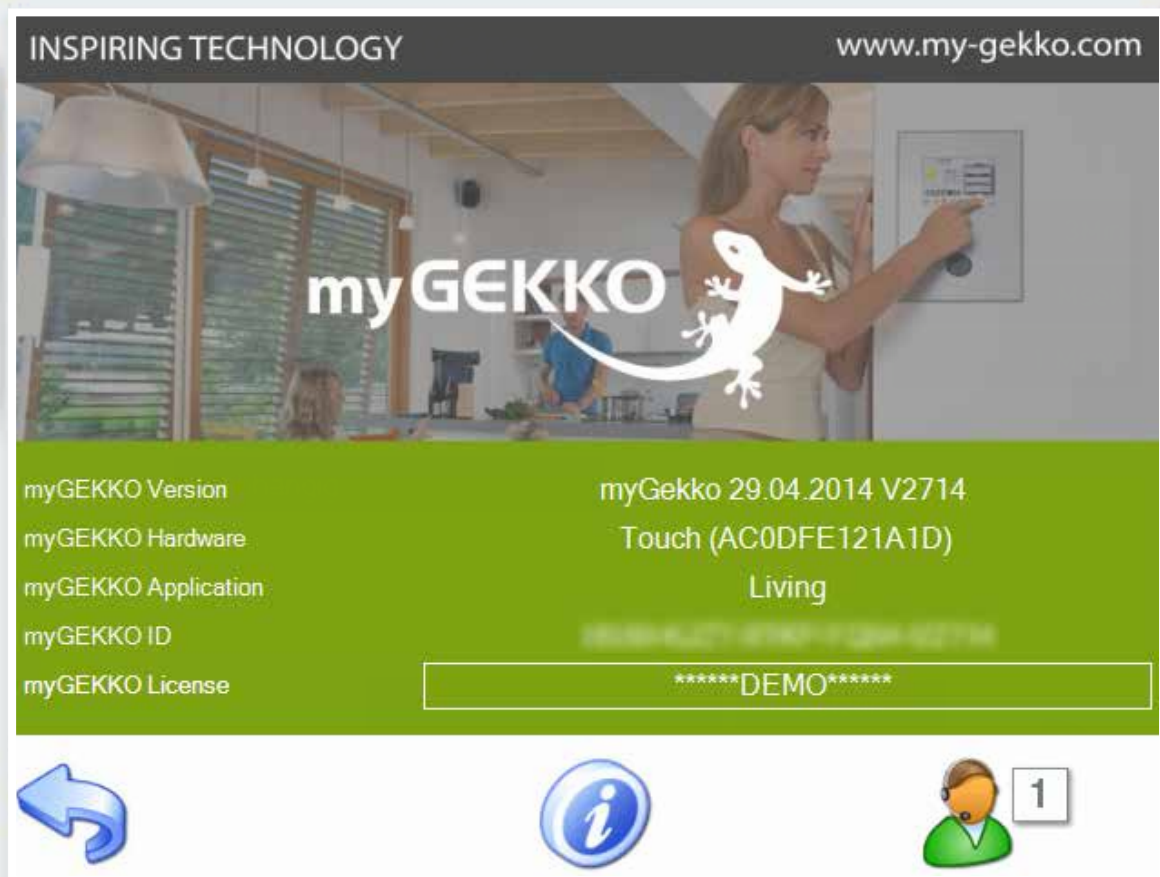 INSPIRING TECHNOLOGY www.my-gekko.com
myGEKKO
myGEKKO Version myGekko 29.04.2014 V2714
myGEKKO Hardware Touch (AC0DFE121A1D)
myGEKKO Application Living
myGEKKO ID
myGEKKO License ******DEMO******
1